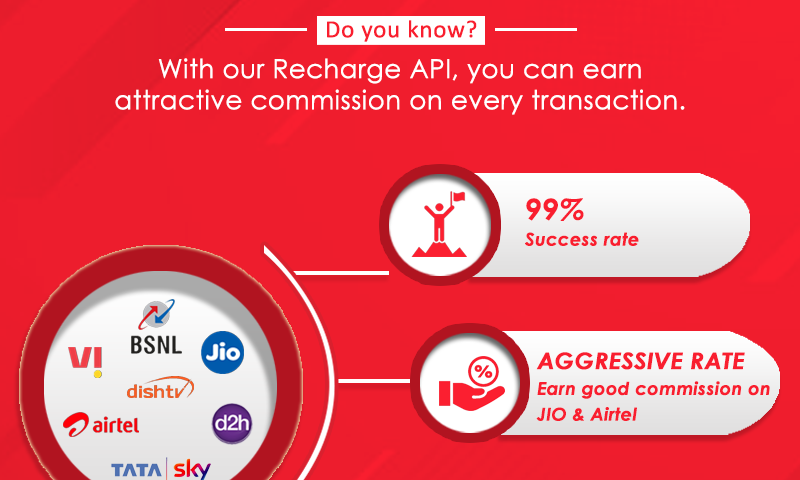 Do you know?
With our Recharge API, you can earn
attractive commission on every transaction.
99%
Success rate
BSNL
Jio
VI
dishtv
airtel
d2h
TATA sky
%
AGGRESSIVE RATE
Earn good commission on
JIO & Airtel